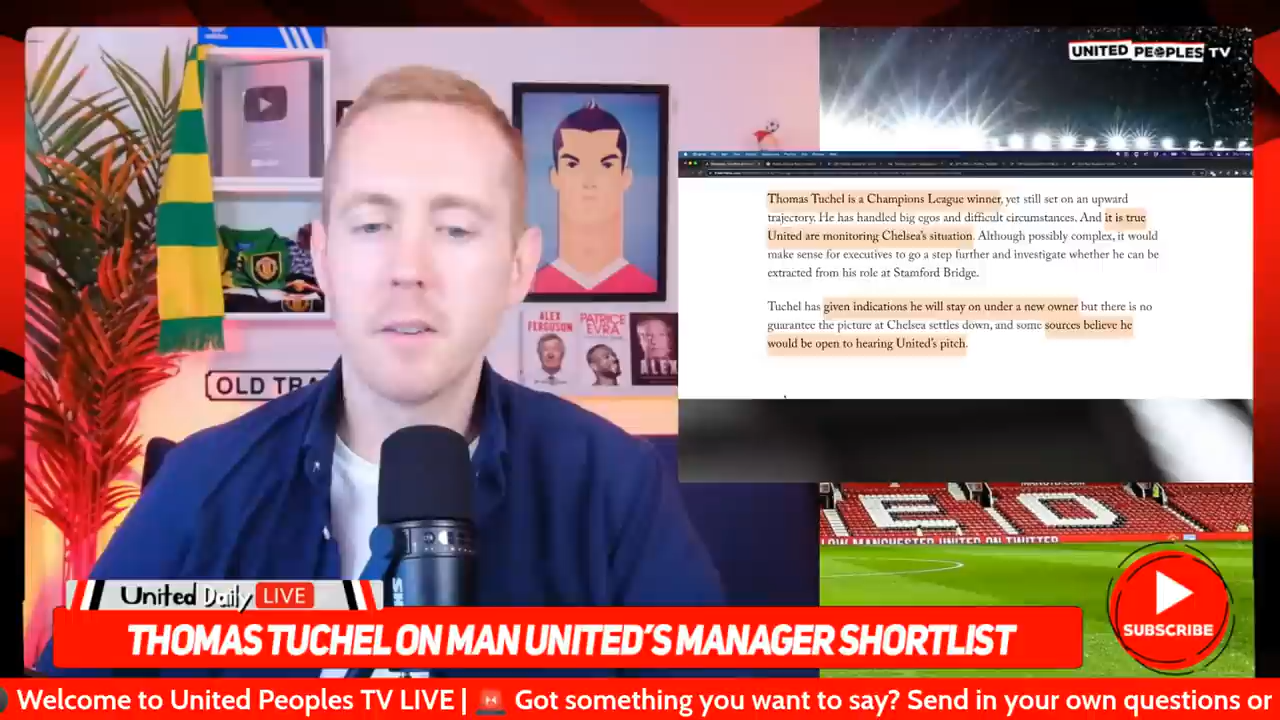 UNITED PEOPLES TV
Thomas Tuchel is a Champions League winner, yet still set on an upward
trajectory. He has handled big egos and difficult circumstances. And it is true
United are monitoring Chelsea's situation. Although possibly complex, it would
make sense for executives to go a step further and investigate whether he can be
extracted from his role at Stamford Bridge.
Tuchel has given indications he will stay on under a new owner but there is no
guarantee the picture at Chelsea settles down, and some sources believe he
would be open to hearing United's pitch.
ALEX
FERGUSON
PATRICE
EVRA
ALEX
OLD TRA
EO
LOW MANCHESTER UNITED ON TWITTER
United Daily LIVE
THOMAS TUCHEL ON MAN UNITED'S MANAGER SHORTLIST
SUBSCRIBE
Welcome to United Peoples TV LIVE | Got something you want to say? Send in your own questions or